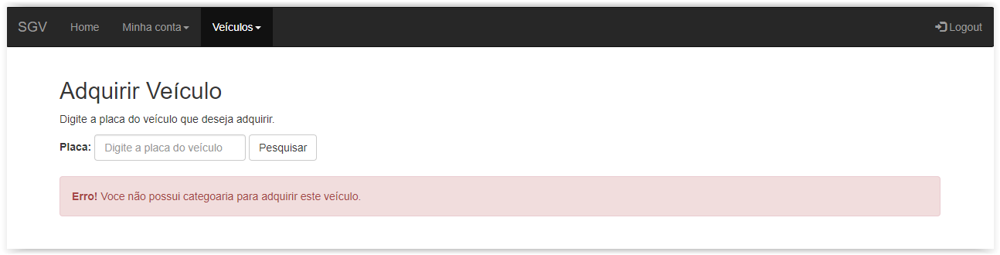 SGV Home Minha conta Veículos Logout
Adquirir Veículo
Digite a placa do veículo que deseja adquirir.
Placa: Digite a placa do veículo Pesquisar
Erro! Voce não possui categoaria para adquirir este veículo.